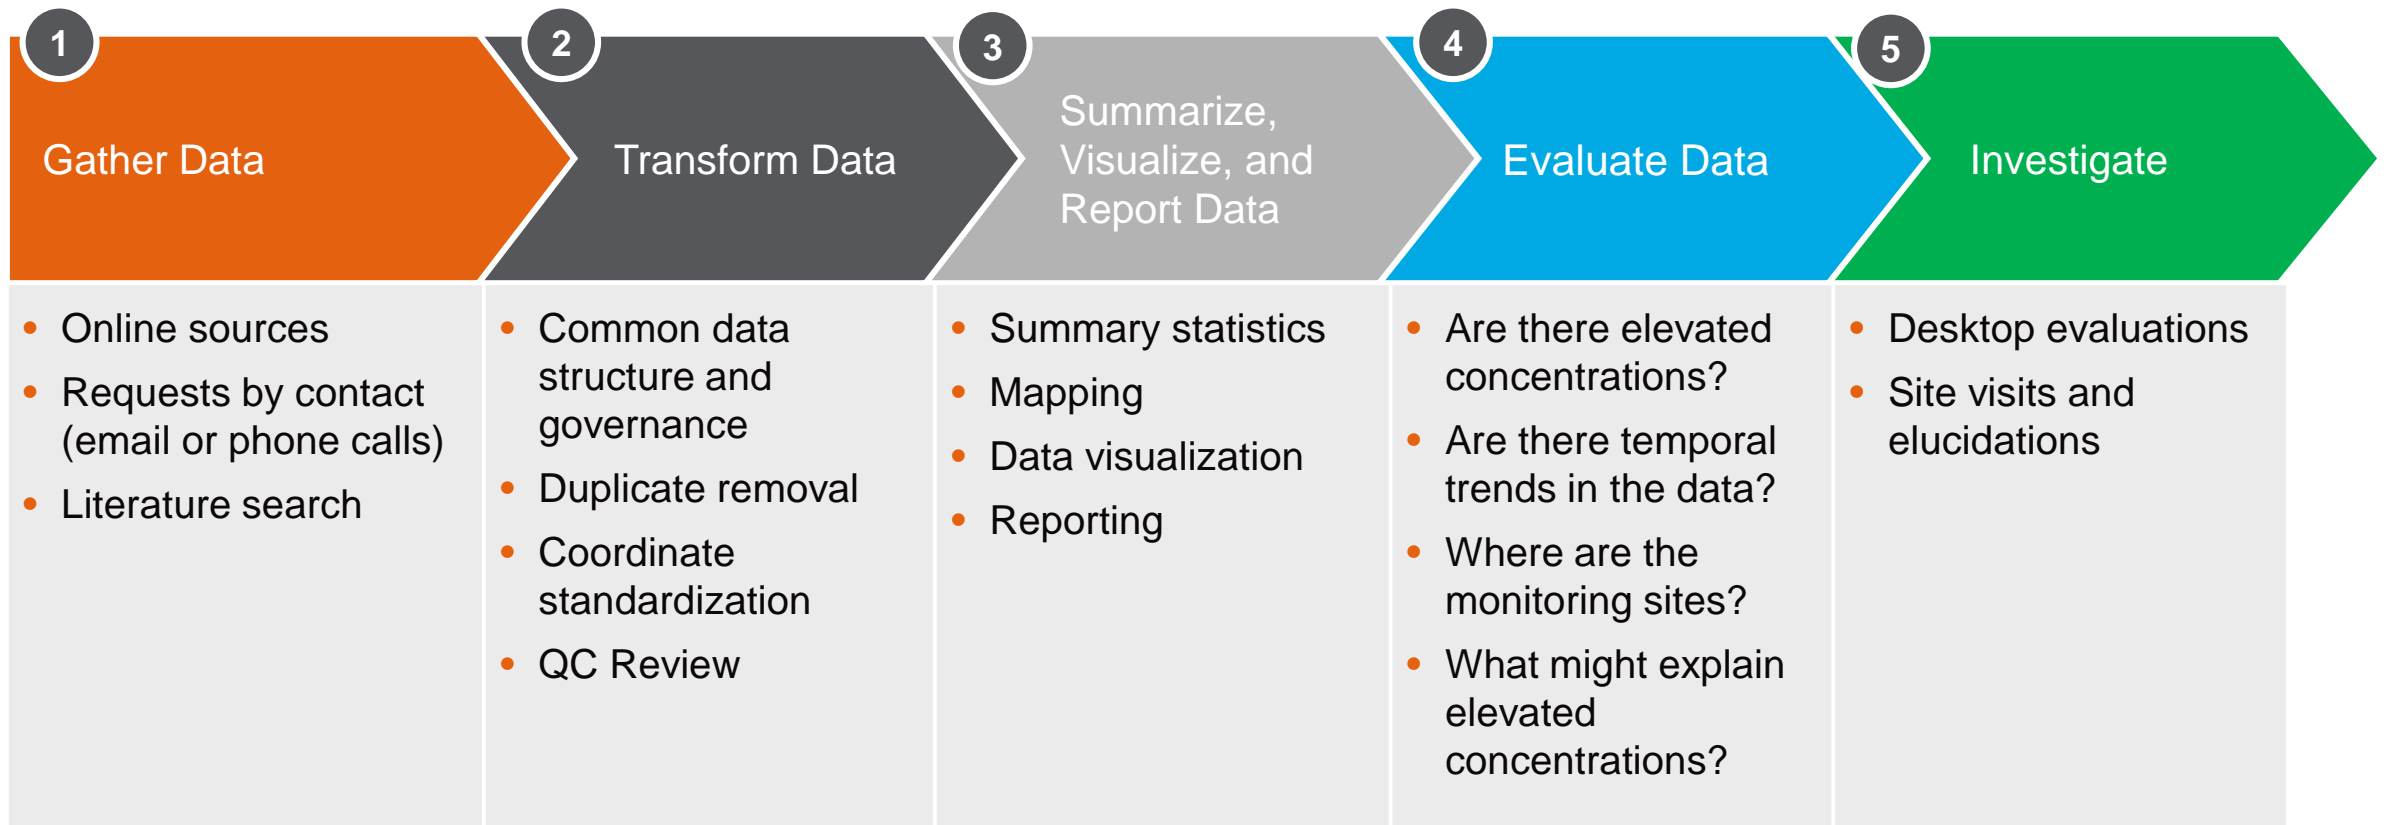 1
Gather Data
• Online sources
• Requests by contact
(email or phone calls)
• Literature search
2
Transform Data
• Common data
structure and
governance
• Duplicate removal
• Coordinate
standardization
• QC Review
3
Summarize,
Visualize, and
Report Data
• Summary statistics
• Mapping
• Data visualization
• Reporting
4
Evaluate Data
• Are there elevated
concentrations?
• Are there temporal
trends in the data?
• Where are the
monitoring sites?
• What might explain
elevated
concentrations?
5
Investigate
• Desktop evaluations
• Site visits and
elucidations